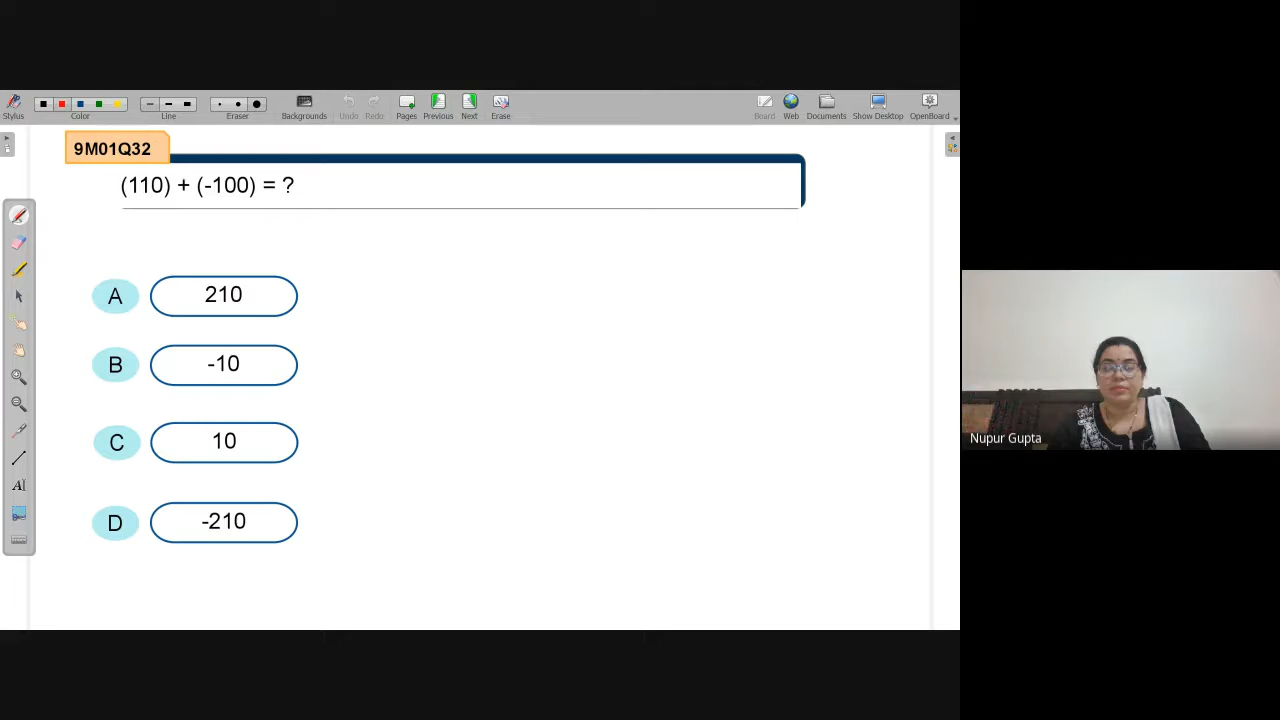 Stylus
Color
Line
Eraser
Backgrounds
Undo
Redo
Pages
Previous
Next
Erase
Board
Web
Documents
Show Desktop
OpenBoard
9M01Q32
(110) + (-100) = ?
A 210
B -10
C 10
D -210
Nupur Gupta